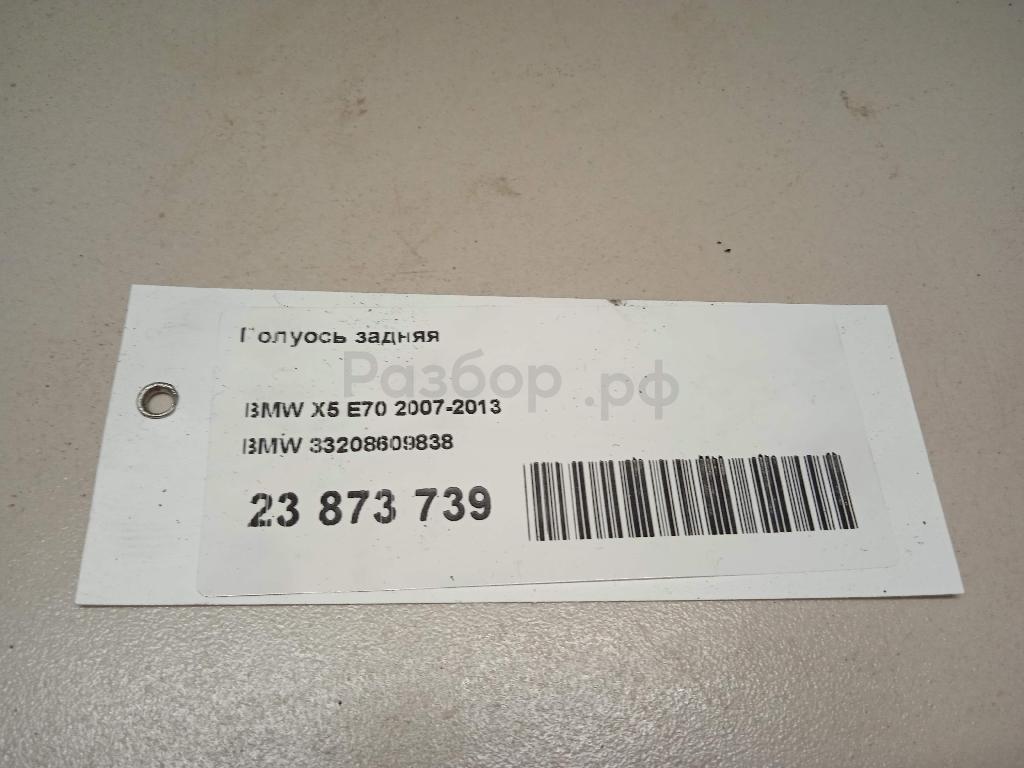 Полуось задняя
Разбор.рф
BMW X5 E70 2007-2013
BMW 33208609838
23 873 739